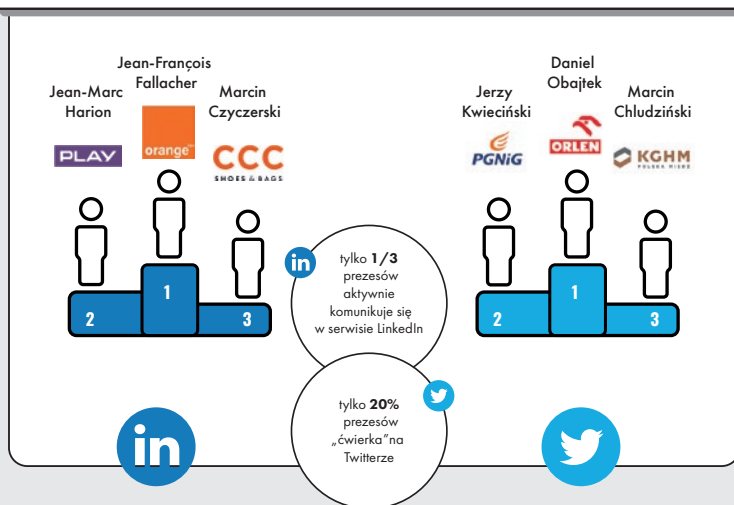 Jean-François
Fallacher
Jean-Marc
Harion
Marcin
Czyczerski
PLAY
orange™
CCC
SHOES & BAGS
Daniel
Obajtek
Jerzy
Kwieciński
Marcin
Chludziński
PGNiG
ORLEN
KGHM
POLSKA MIEDŹ
1
2
3
in
tylko 1/3
prezesów
aktywnie
komunikuje się
w serwisie LinkedIn
1
2
3
tylko 20%
prezesów
„ćwierka”na
Twitterze
in